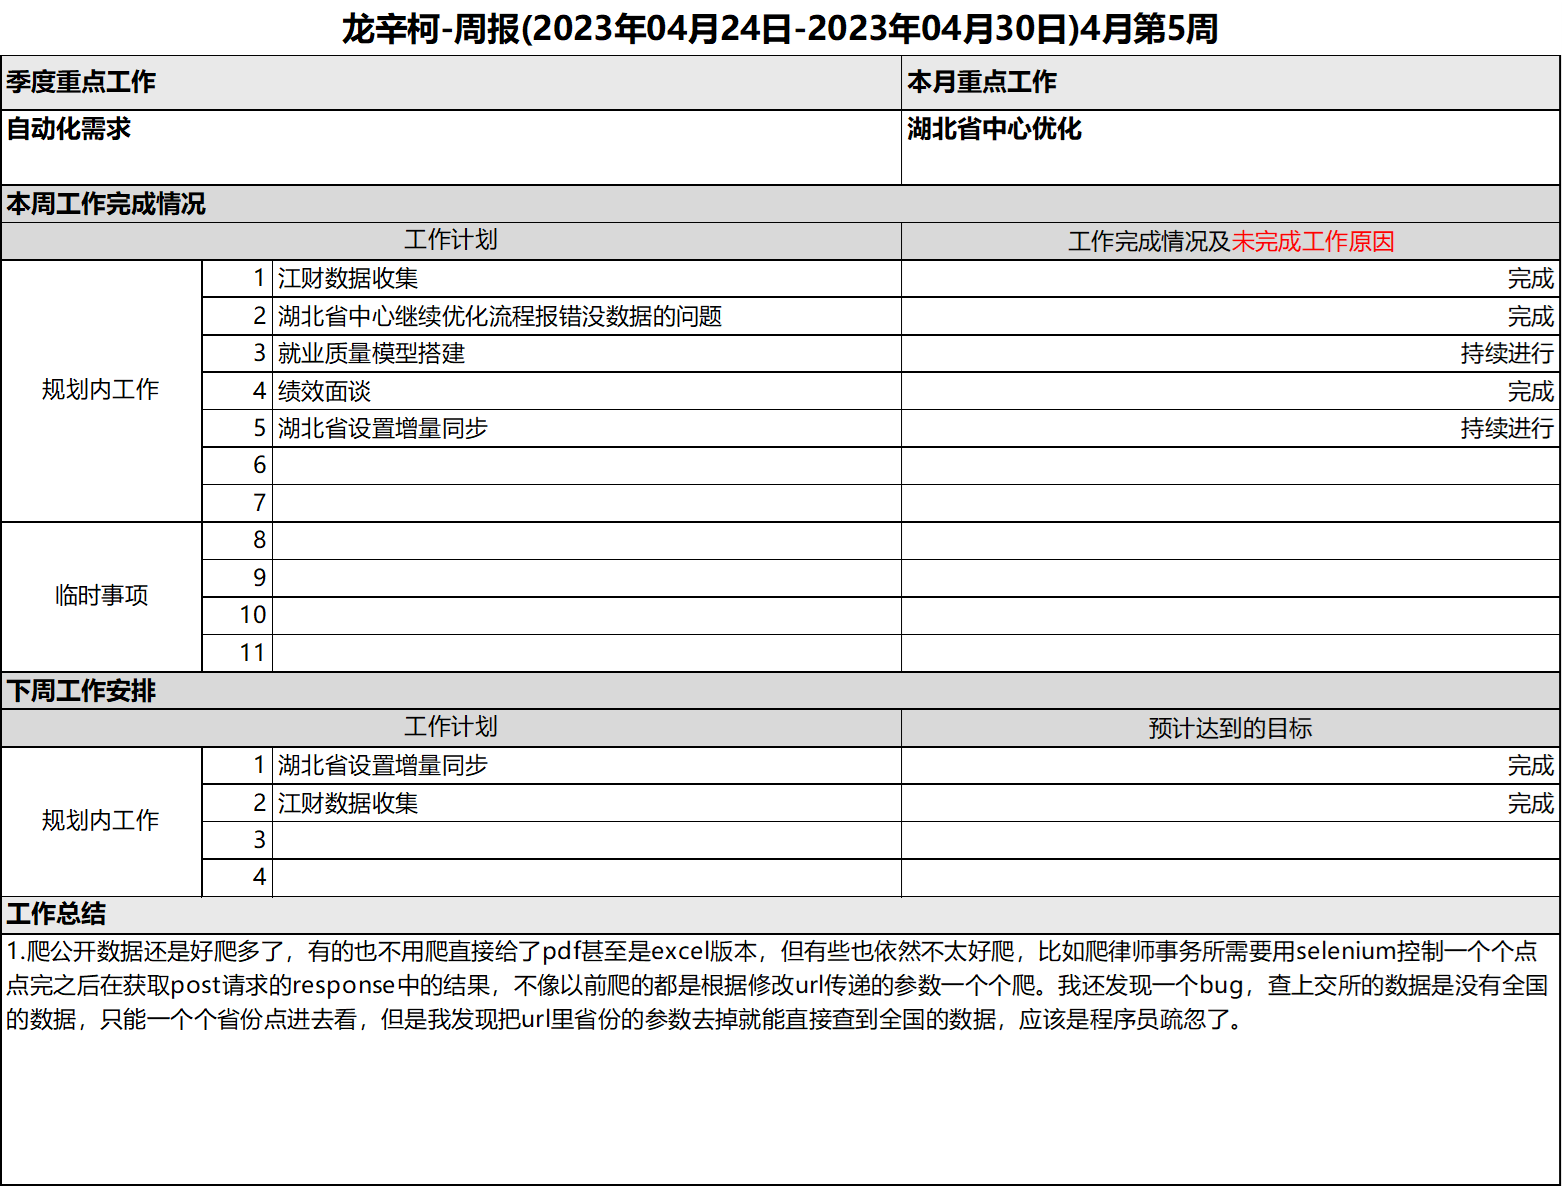 龙辛柯-周报(2023年04月24日-2023年04月30日)4月第5周
季度重点工作 本月重点工作
自动化需求 湖北省中心优化
本周工作完成情况
工作计划 工作完成情况及未完成工作原因
规划内工作
1 江财数据收集 完成
2 湖北省中心继续优化流程报错没数据的问题 完成
3 就业质量模型搭建 持续进行
4 绩效面谈 完成
5 湖北省设置增量同步 持续进行
6
7
临时事项
8
9
10
11
下周工作安排
工作计划 预计达到的目标
规划内工作
1 湖北省设置增量同步 完成
2 江财数据收集 完成
3
4
工作总结
1.爬公开数据还是好爬多了，有的也不用爬直接给了pdf甚至是excel版本，但有些也依然不太好爬，比如爬律师事务所需要用selenium控制一个个点
点完之后在获取post请求的response中的结果，不像以前爬的都是根据修改url传递的参数一个个爬。我还发现一个bug，查上交所的数据是没有全国
的数据，只能一个个省份点进去看，但是我发现把url里省份的参数去掉就能直接查到全国的数据，应该是程序员疏忽了。